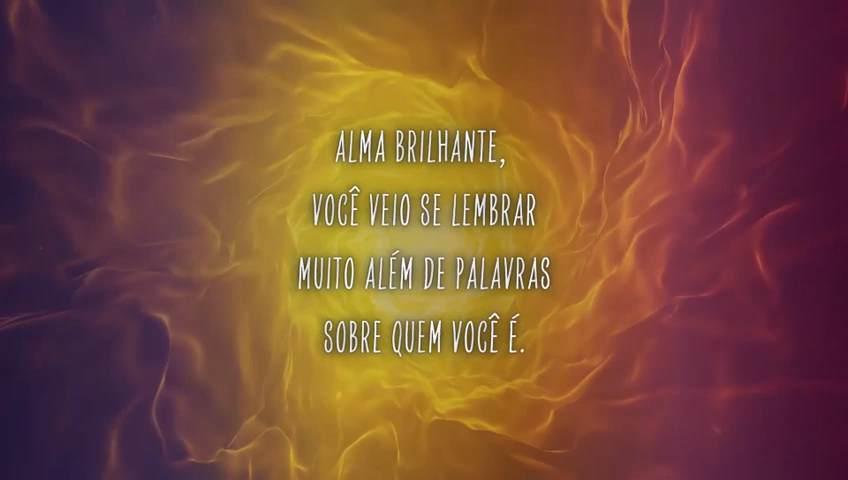 ALMA BRILHANTE,
VOCÊ VEIO SE LEMBRAR
MUITO ALÉM DE PALAVRAS
SOBRE QUEM VOCÊ É.